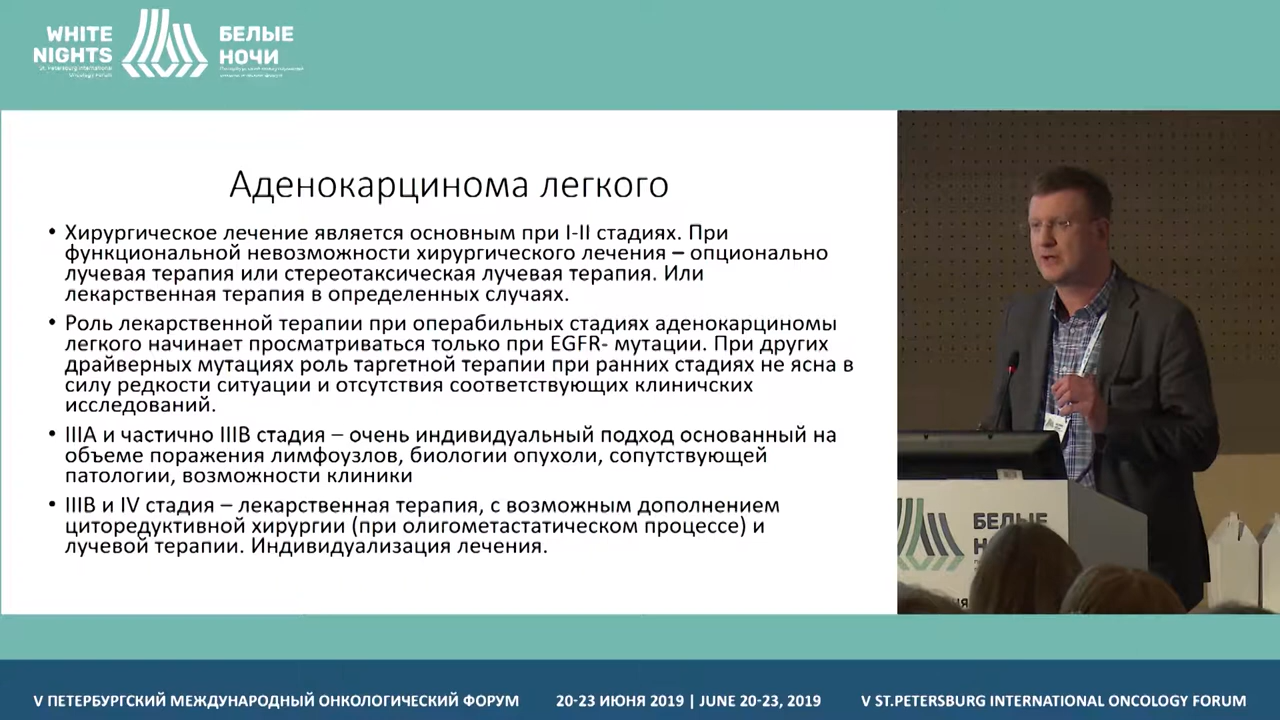 WHITE
NIGHTS
St. Petersburg International
Oncology Forum
БЕЛЫЕ
НОЧИ
Аденокарцинома легкого
• Хирургическое лечение является основным при I-II стадиях. При
функциональной невозможности хирургического лечения – опционально
лучевая терапия или стереотаксическая лучевая терапия. Или
лекарственная терапия в определенных случаях.
• Роль лекарственной терапии при операбильных стадиях аденокарциномы
легкого начинает просматриваться только при EGFR- мутации. При других
драйверных мутациях роль таргетной терапии при ранних стадиях не ясна в
силу редкости ситуации и отсутствия соответствующих клиничских
исследований.
• IIIA и частично IIIB стадия – очень индивидуальный подход основанный на
объеме поражения лимфоузлов, биологии опухоли, сопутствующей
патологии, возможности клиники
• IIIB и IV стадия – лекарственная терапия, с возможным дополнением
циторедуктивной хирургии (при олигометастатическом процессе) и
лучевой терапии. Индивидуализация лечения.
БЕЛЫЕ
V ПЕТЕРБУРГСКИЙ МЕЖДУНАРОДНЫЙ ОНКОЛОГИЧЕСКИЙ ФОРУМ 20-23 ИЮНЯ 2019 | JUNE 20-23, 2019 V ST.PETERSBURG INTERNATIONAL ONCOLOGY FORUM